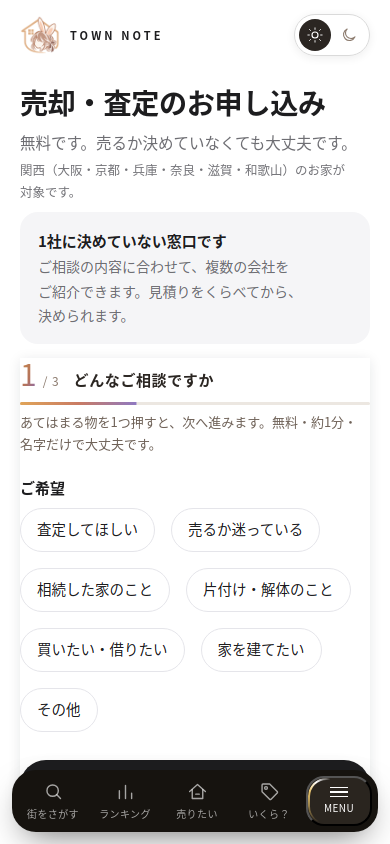 TOWN NOTE
売却・査定のお申し込み
無料です。売るか決めていなくても大丈夫です。
関西（大阪・京都・兵庫・奈良・滋賀・和歌山）のお家が
対象です。
1社に決めていない窓口です
ご相談の内容に合わせて、複数の会社を
ご紹介できます。見積りをくらべてから、
決められます。
1 / 3 どんなご相談ですか
あてはまる物を1つ押すと、次へ進みます。無料・約1分・
名字だけで大丈夫です。
ご希望
査定してほしい 売るか迷っている
相続した家のこと 片付け・解体のこと
買いたい・借りたい 家を建てたい
その他
街をさがす ランキング 売りたい いくら？ MENU